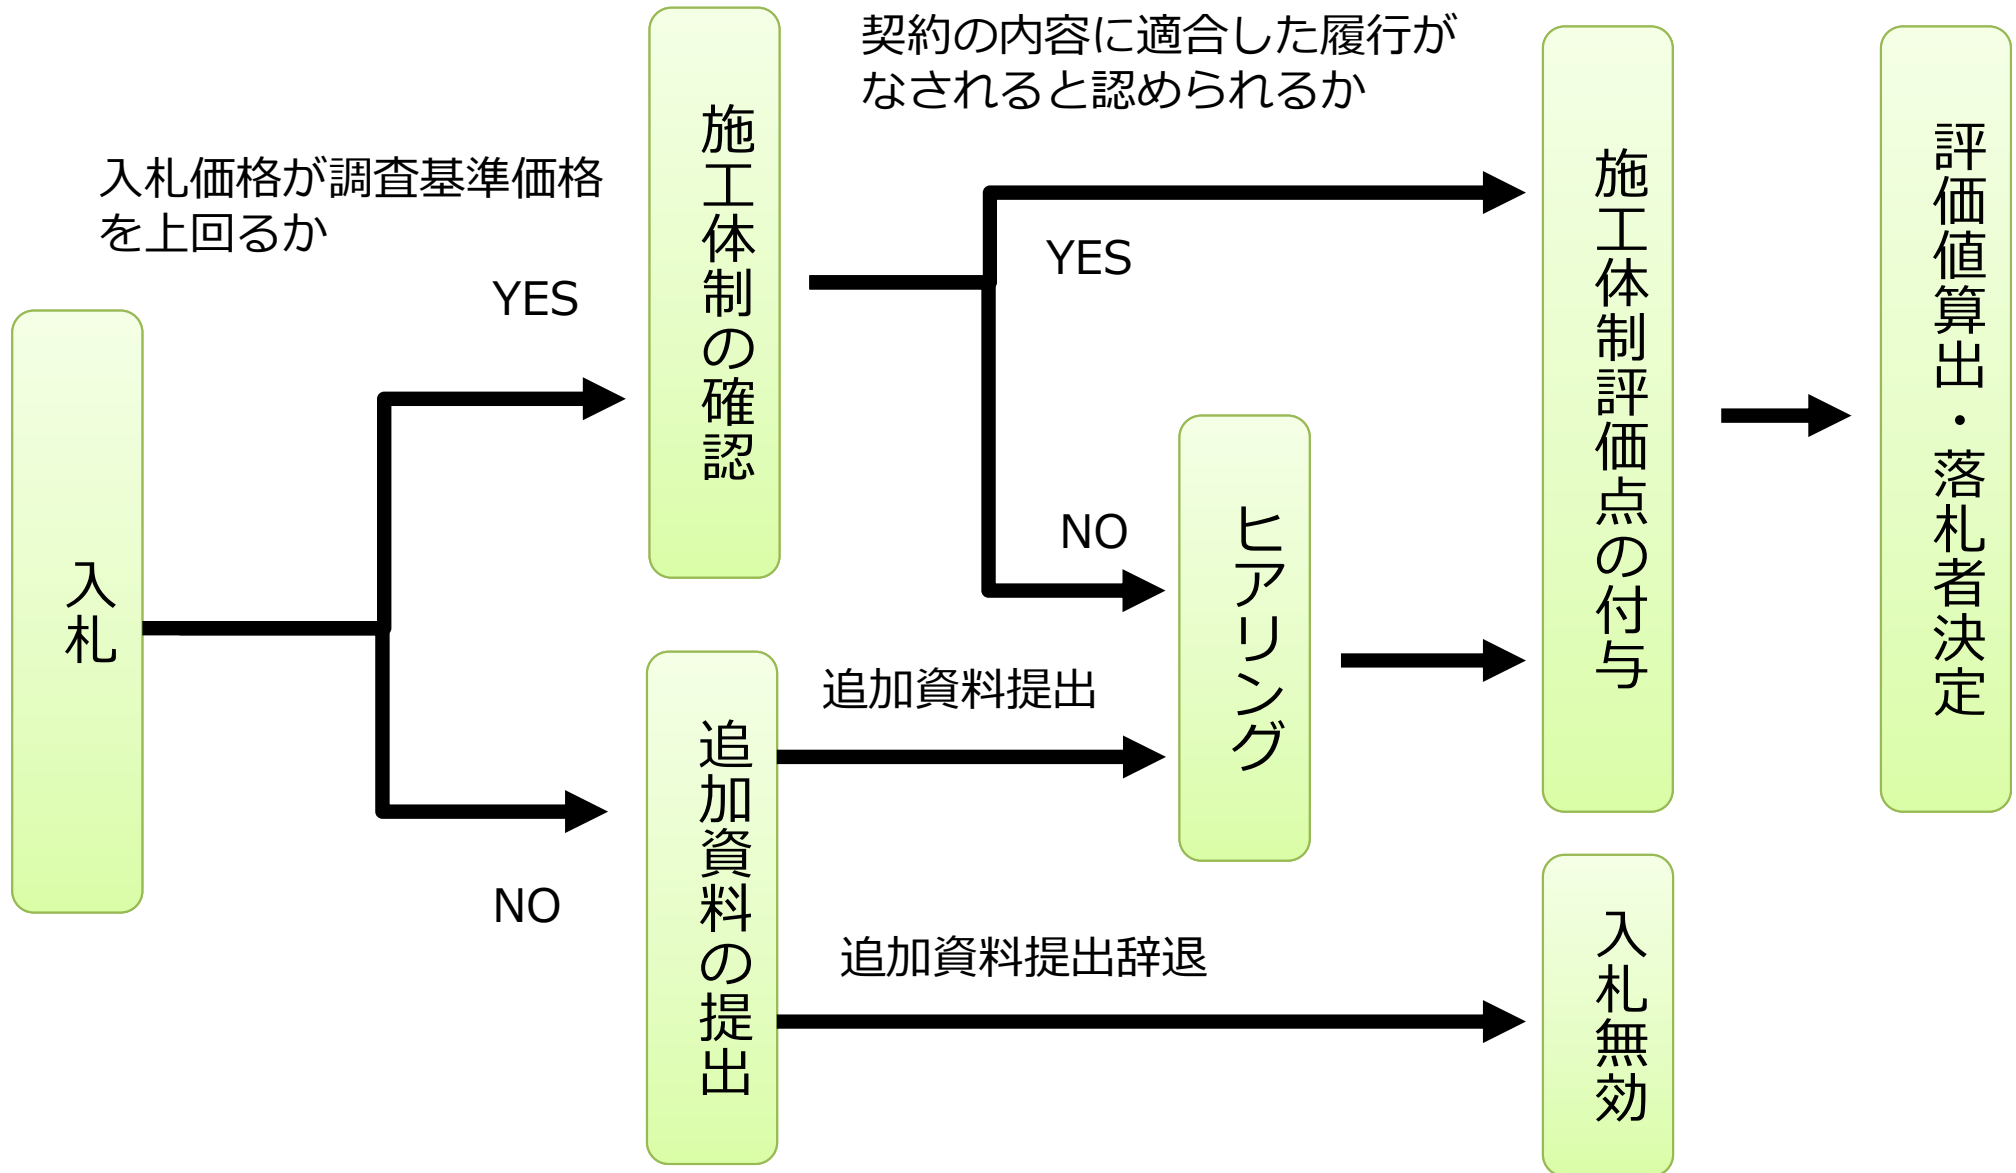 入札
入札価格が調査基準価格
を上回るか
YES
NO
施工体制の確認
追加資料の提出
契約の内容に適合した履行が
なされると認められるか
YES
NO
追加資料提出
追加資料提出辞退
ヒアリング
施工体制評価点の付与
入札無効
評価値算出・落札者決定